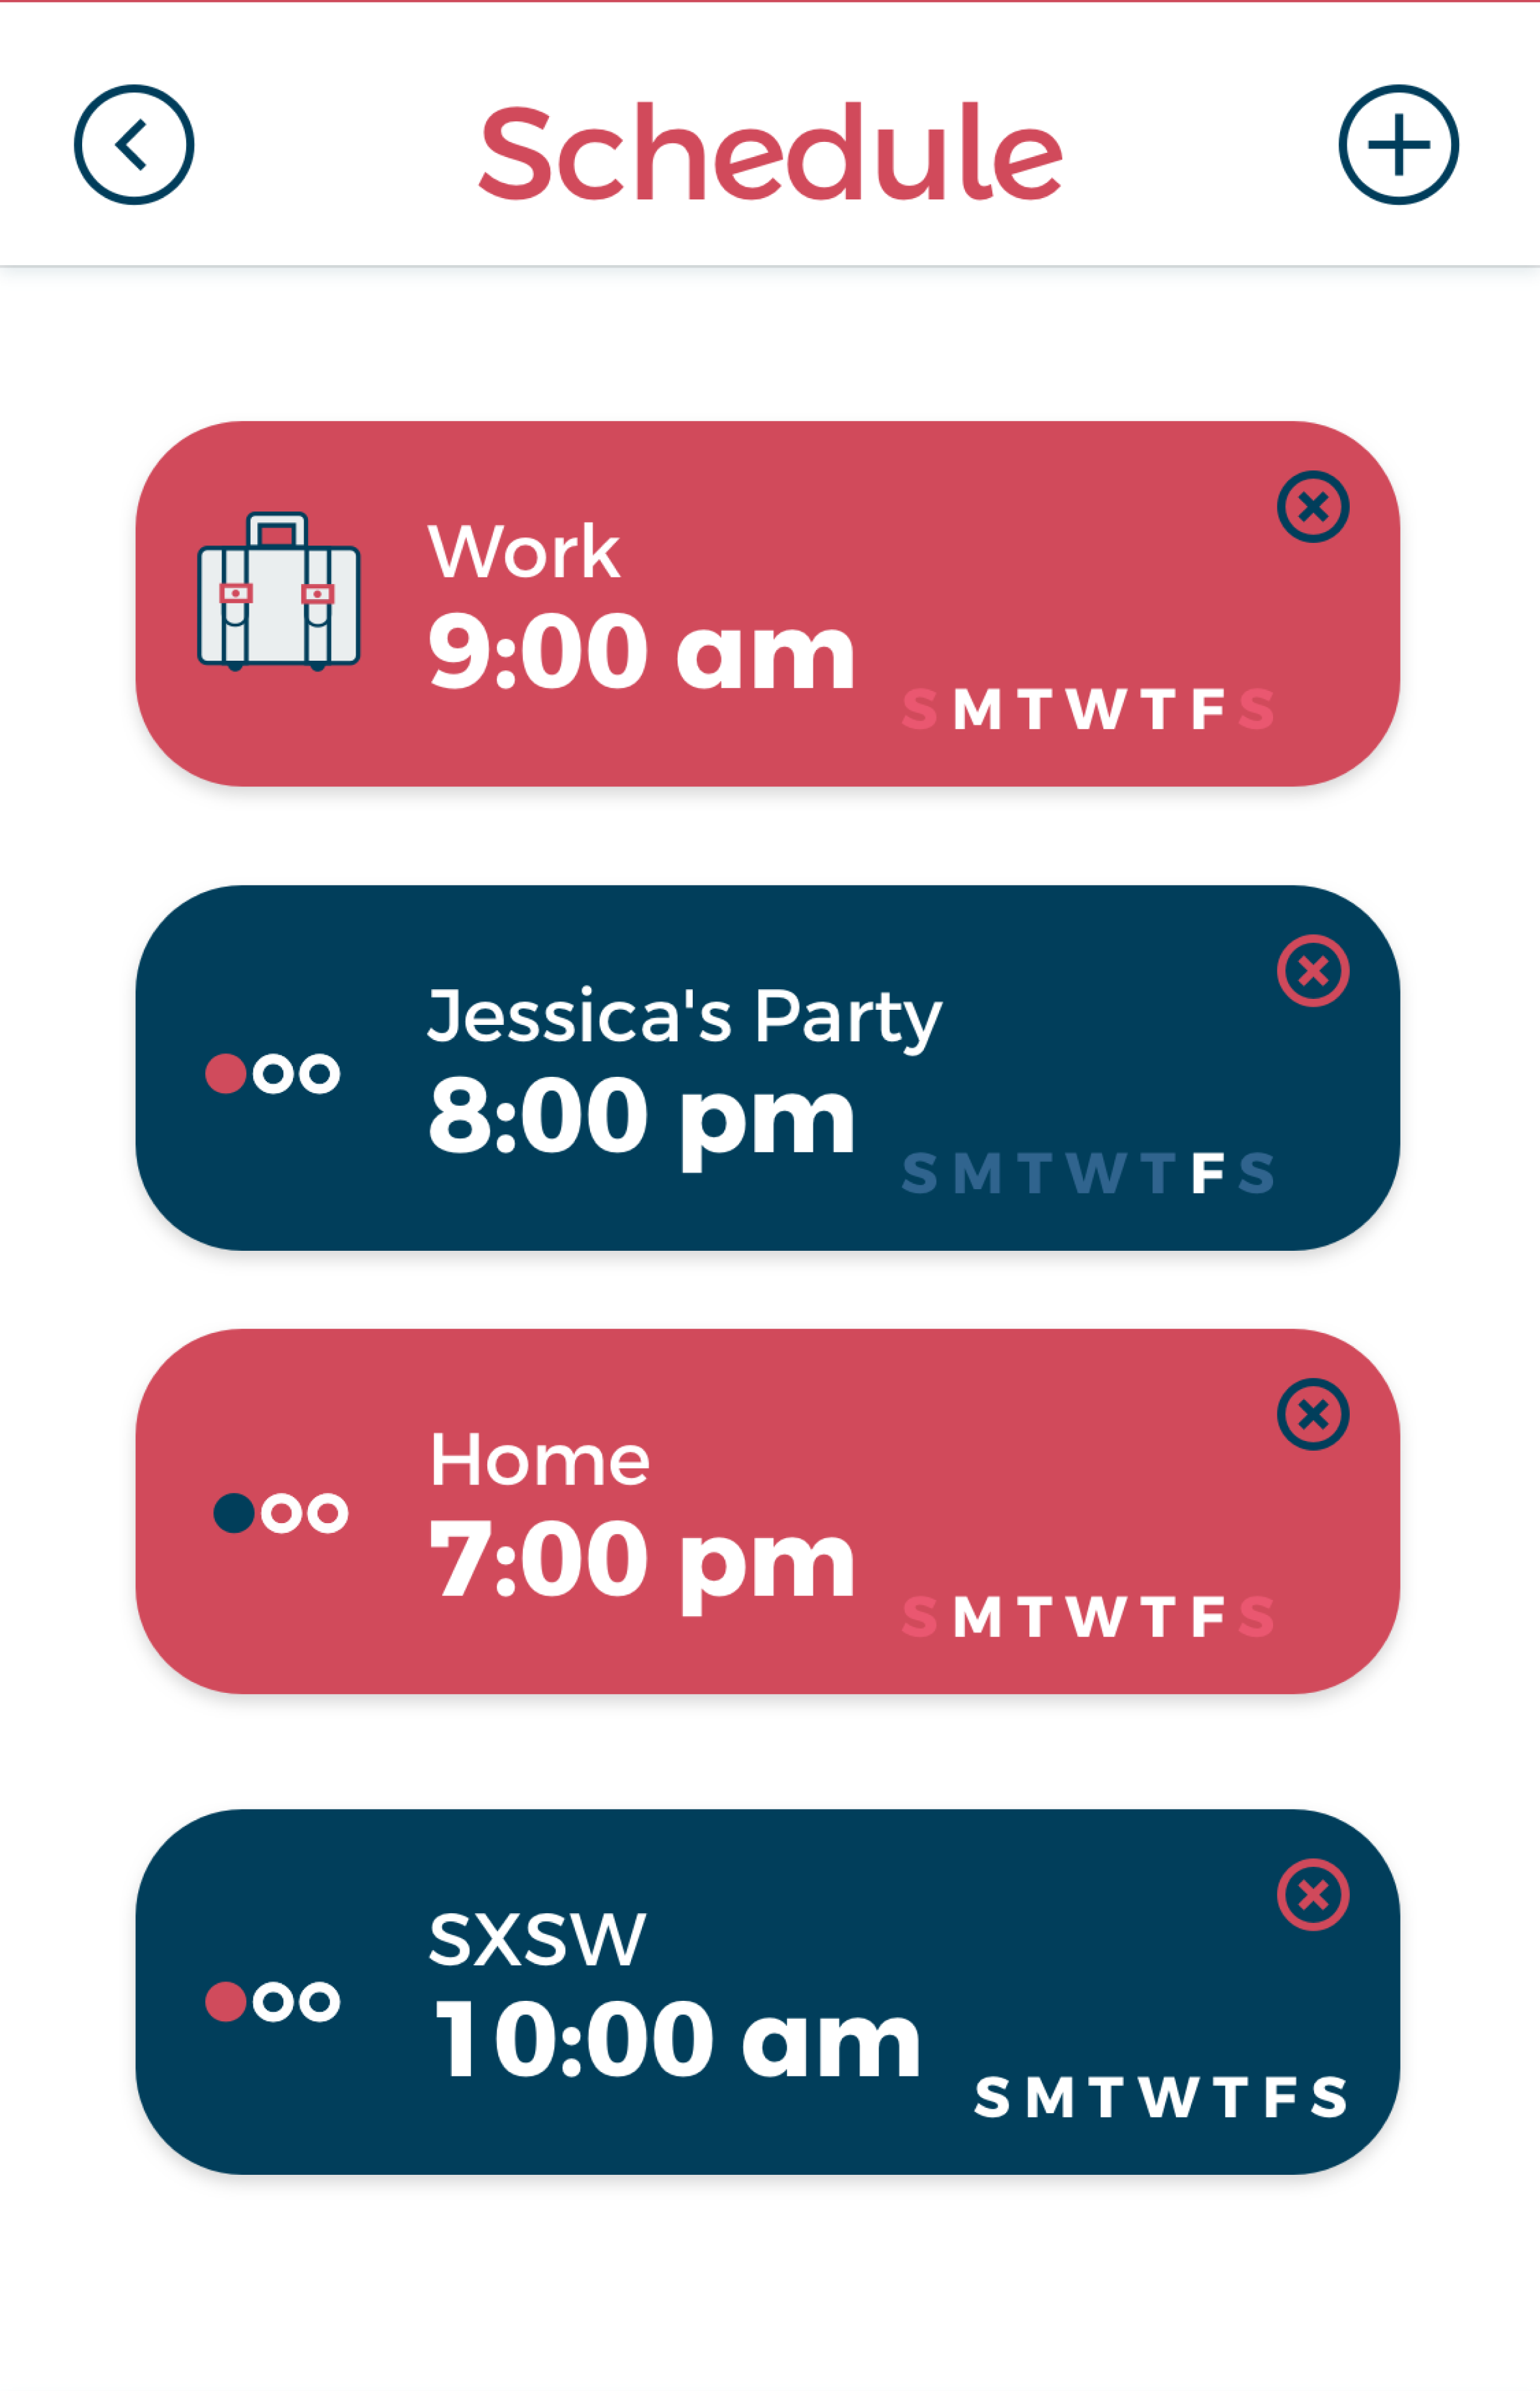 Schedule
Work
9:00 am
S M T W T F S
Jessica's Party
8:00 pm
S M T W T F S
Home
7:00 pm
S M T W T F S
SXSW
10:00 am
S M T W T F S